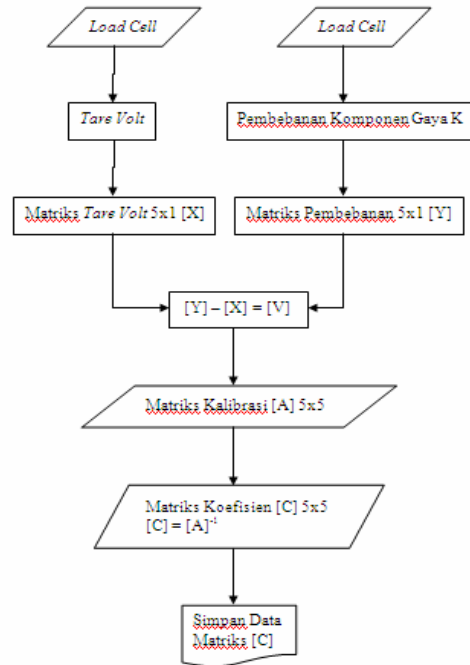 Load Cell
Load Cell
Tare Volt
Pembebanan Komponen Gaya K
Matriks Tare Volt 5x1 [X]
Matriks Pembebanan 5x1 [Y]
[Y] – [X] = [V]
Matriks Kalibrasi [A] 5x5
Matriks Koefisien [C] 5x5
[C] = [A]⁻¹
Simpan Data
Matriks [C]